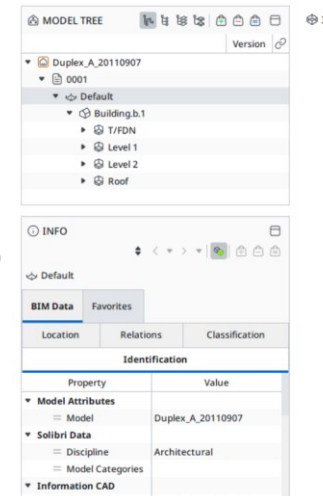 MODEL TREE
Version
Duplex_A_20110907
0001
Default
Building.b.1
T/FDN
Level 1
Level 2
Roof
INFO
Default
BIM Data Favorites
Location Relations Classification
Identification
Property Value
Model Attributes
Model Duplex_A_20110907
Solibri Data
Discipline Architectural
Model Categories
Information CAD